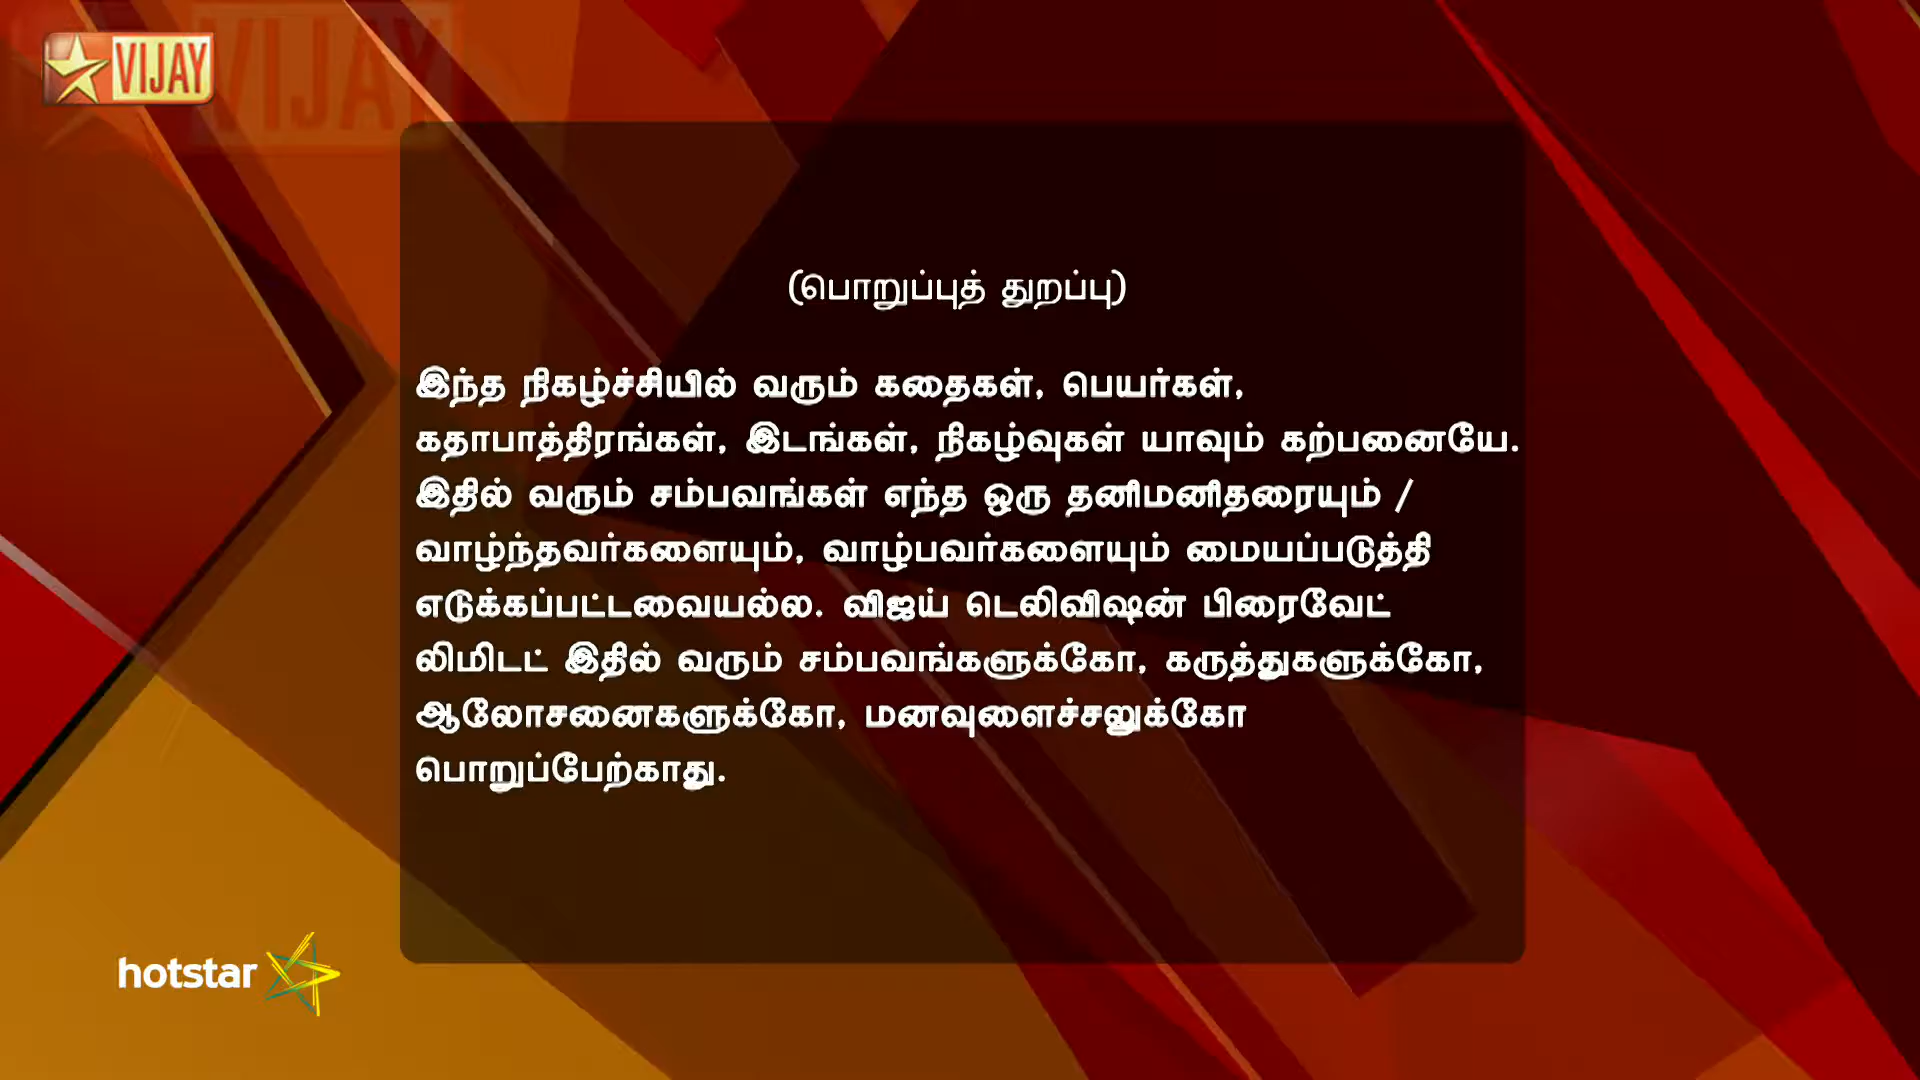 VIJAY
VIJAY
(பொறுப்புத் துறப்பு)
இந்த நிகழ்ச்சியில் வரும் கதைகள், பெயர்கள்,
கதாபாத்திரங்கள், இடங்கள், நிகழ்வுகள் யாவும் கற்பனையே.
இதில் வரும் சம்பவங்கள் எந்த ஒரு தனிமனிதரையும் /
வாழ்ந்தவர்களையும், வாழ்பவர்களையும் மையப்படுத்தி
எடுக்கப்பட்டவையல்ல. விஜய் டெலிவிஷன் பிரைவேட்
லிமிடட் இதில் வரும் சம்பவங்களுக்கோ, கருத்துகளுக்கோ,
ஆலோசனைகளுக்கோ, மனவுளைச்சலுக்கோ
பொறுப்பேற்காது.
hotstar